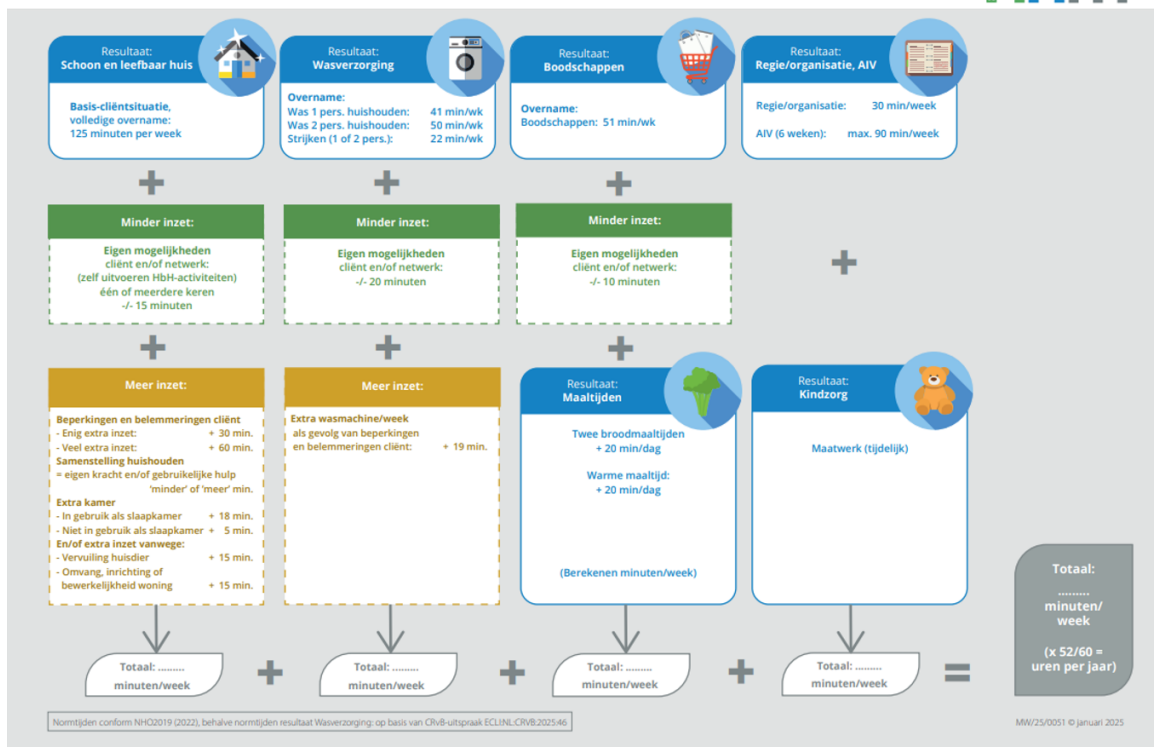 Resultaat:
Schoon en leefbaar huis
Basis-cliëntsituatie,
volledige overname:
125 minuten per week
Resultaat:
Wasverzorging
Overname:
Was 1 pers. huishouden: 41 min/wk
Was 2 pers. huishouden: 50 min/wk
Strijken (1 of 2 pers.): 22 min/wk
Resultaat:
Boodschappen
Overname:
Boodschappen: 51 min/wk
Resultaat:
Regie/organisatie, AIV
Regie/organisatie: 30 min/week
AIV (6 weken): max. 90 min/week
+
+
+
Minder inzet:
Eigen mogelijkheden
cliënt en/of netwerk:
(zelf uitvoeren HbH-activiteiten)
één of meerdere keren
-/- 15 minuten
Minder inzet:
Eigen mogelijkheden
cliënt en/of netwerk:
-/- 20 minuten
Minder inzet:
Eigen mogelijkheden
cliënt en/of netwerk:
-/- 10 minuten
+
+
+
+
Meer inzet:
Beperkingen en belemmeringen cliënt
- Enig extra inzet: + 30 min.
- Veel extra inzet: + 60 min.
Samenstelling huishouden
= eigen kracht en/of gebruikelijke hulp
'minder' of 'meer' min.
Extra kamer
- In gebruik als slaapkamer + 18 min.
- Niet in gebruik als slaapkamer + 5 min.
En/of extra inzet vanwege:
- Vervuiling huisdier + 15 min.
- Omvang, inrichting of
bewerkelijkheid woning + 15 min.
Meer inzet:
Extra wasmachine/week
als gevolg van beperkingen
en belemmeringen cliënt: + 19 min.
Resultaat:
Maaltijden
Twee broodmaaltijden
+ 20 min/dag
Warme maaltijd:
+ 20 min/dag
(Berekenen minuten/week)
Resultaat:
Kindzorg
Maatwerk (tijdelijk)
Totaal: .........
minuten/week
+
Totaal: .........
minuten/week
+
Totaal: .........
minuten/week
+
Totaal: .........
minuten/week
=
Totaal:
.........
minuten/
week
(x 52/60 =
uren per jaar)
Normtijden conform NHO2019 (2022), behalve normtijden resultaat Wasverzorging: op basis van CRvB-uitspraak ECLI:NL:CRVB:2025:46
MW/25/0051 © januari 2025